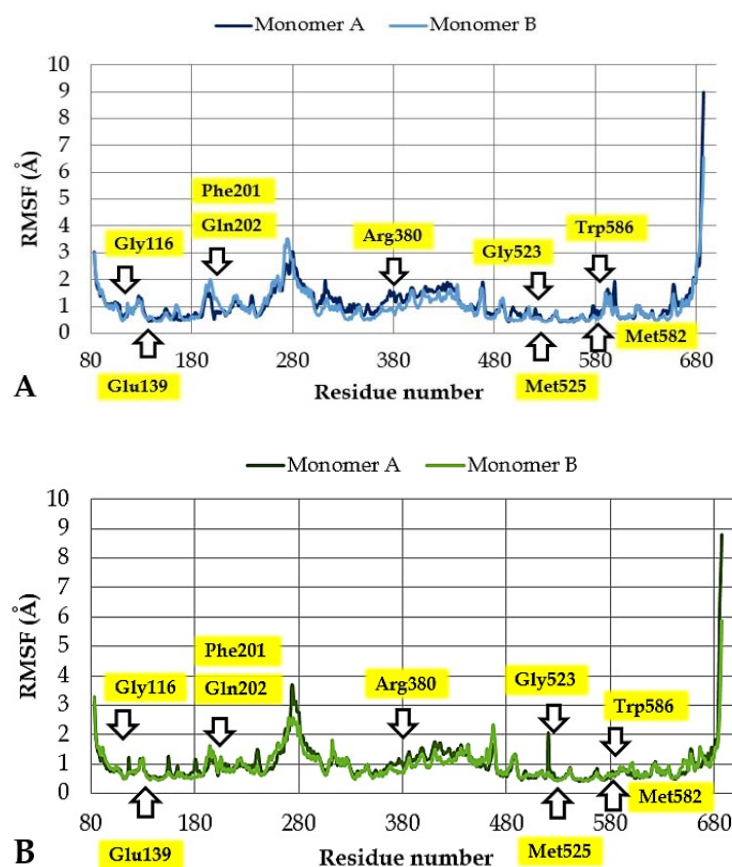 Monomer A Monomer B
10
9
8
7
6
5
4
3
2
1
0
RMSF (Å)
Phe201
Gln202
Gly116
Arg380
Gly523
Trp586
80 180 280 380 480 580 680
Glu139
Residue number
Met525
Met582
A
Monomer A Monomer B
10
9
8
7
6
5
4
3
2
1
0
RMSF (Å)
Phe201
Gly116
Gln202
Arg380
Gly523
Trp586
80 180 280 380 480 580 680
Glu139
Residue number
Met525
Met582
B